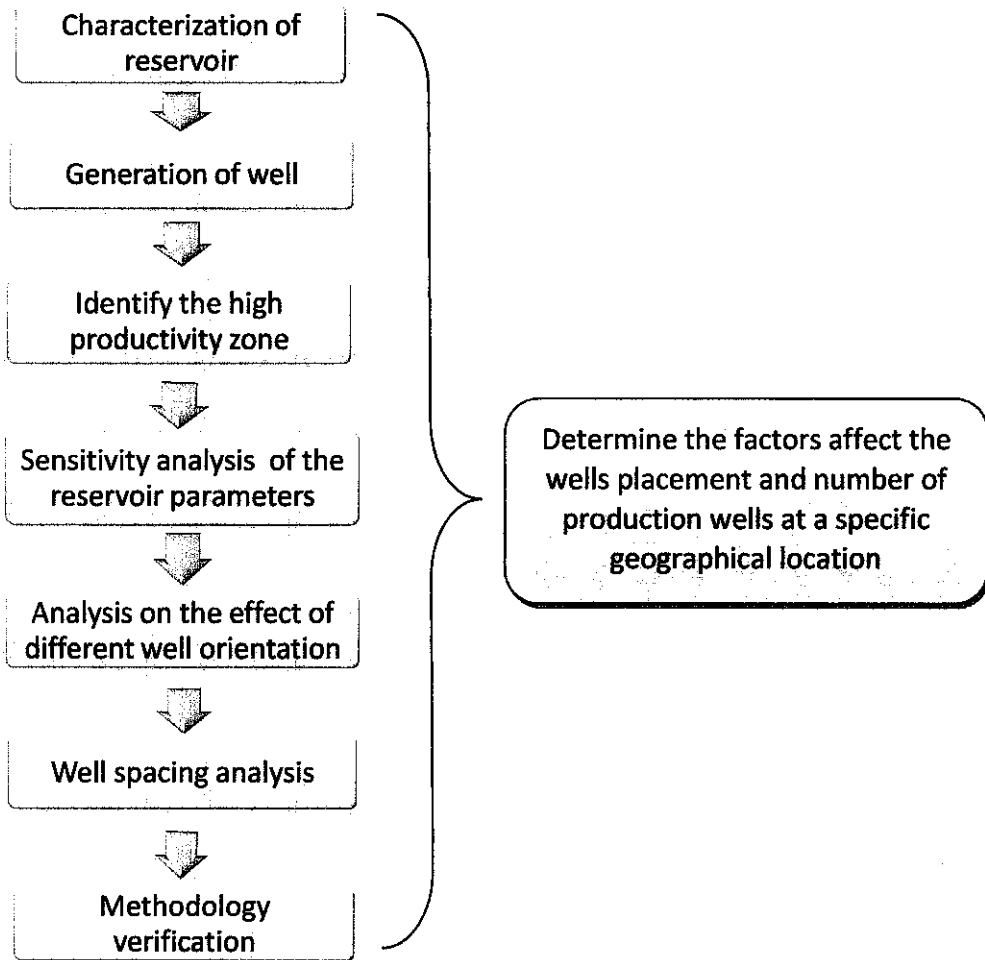 Characterization of
reservoir
Generation of well
Identify the high
productivity zone
Sensitivity analysis of the
reservoir parameters
Analysis on the effect of
different well orientation
Well spacing analysis
Methodology
verification
Determine the factors affect the
wells placement and number of
production wells at a specific
geographical location